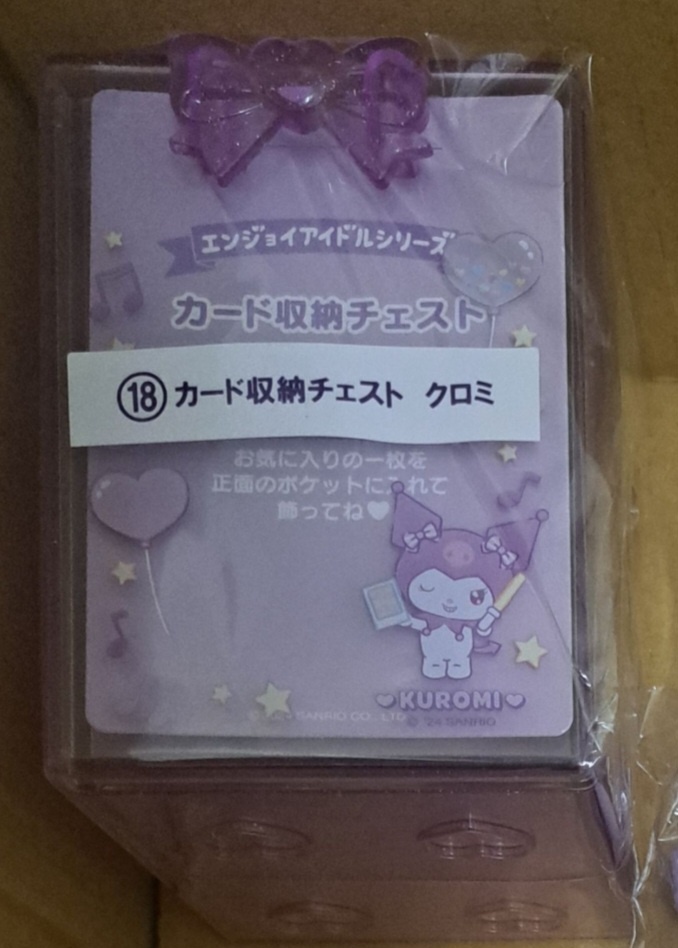 エンジョイアイドルシリーズ
カード収納チェスト
⑱カード収納チェスト クロミ
お気に入りの一枚を
正面のポケットに入れて
飾ってね♥
♥KUROMI♥
SANRIO CO., LTD.
© '24 SANRIO